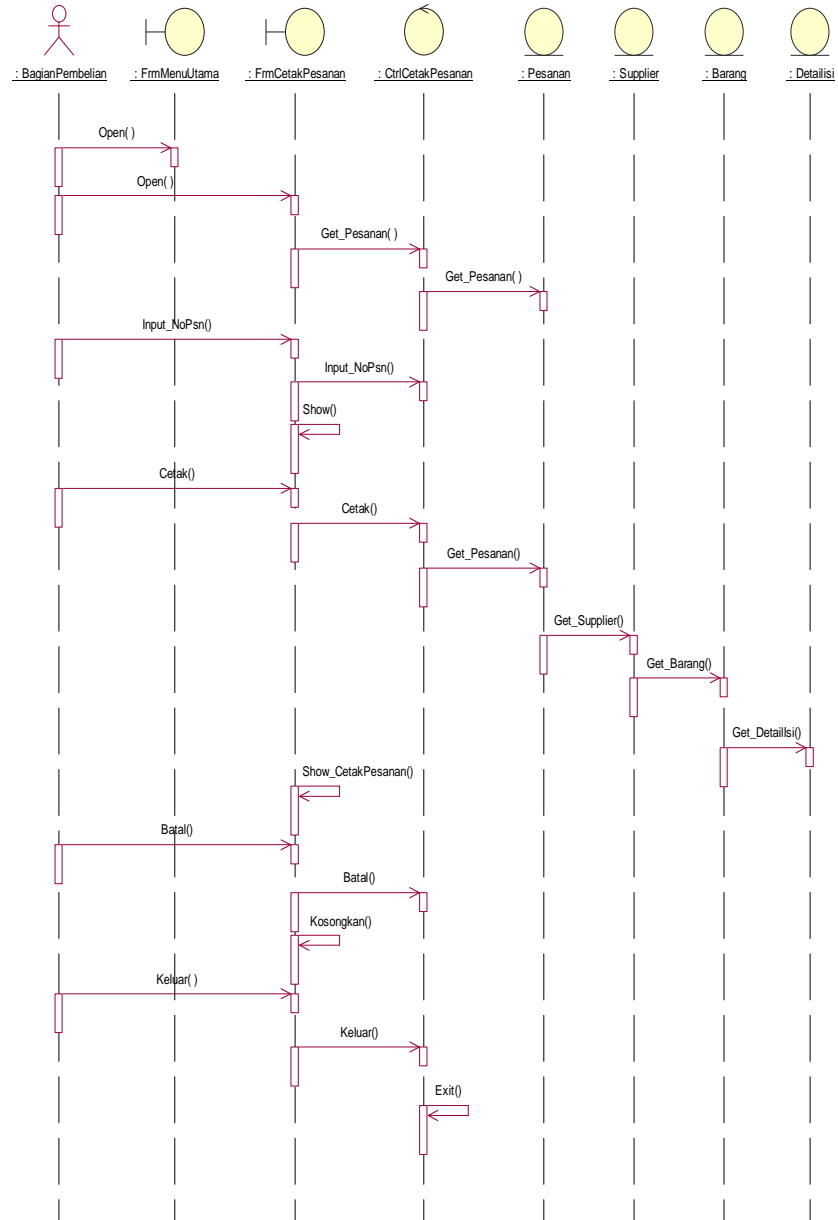 : BagianPembelian
: FrmMenuUtama
: FrmCetakPesanan
: CtrlCetakPesanan
: Pesanan
: Supplier
: Barang
: Detailisi
Open( )
Open( )
Get_Pesanan( )
Get_Pesanan( )
Input_NoPsn()
Input_NoPsn()
Show()
Cetak()
Cetak()
Get_Pesanan()
Get_Supplier()
Get_Barang()
Get_DetailIsi()
Show_CetakPesanan()
Batal()
Batal()
Kosongkan()
Keluar( )
Keluar()
Exit()